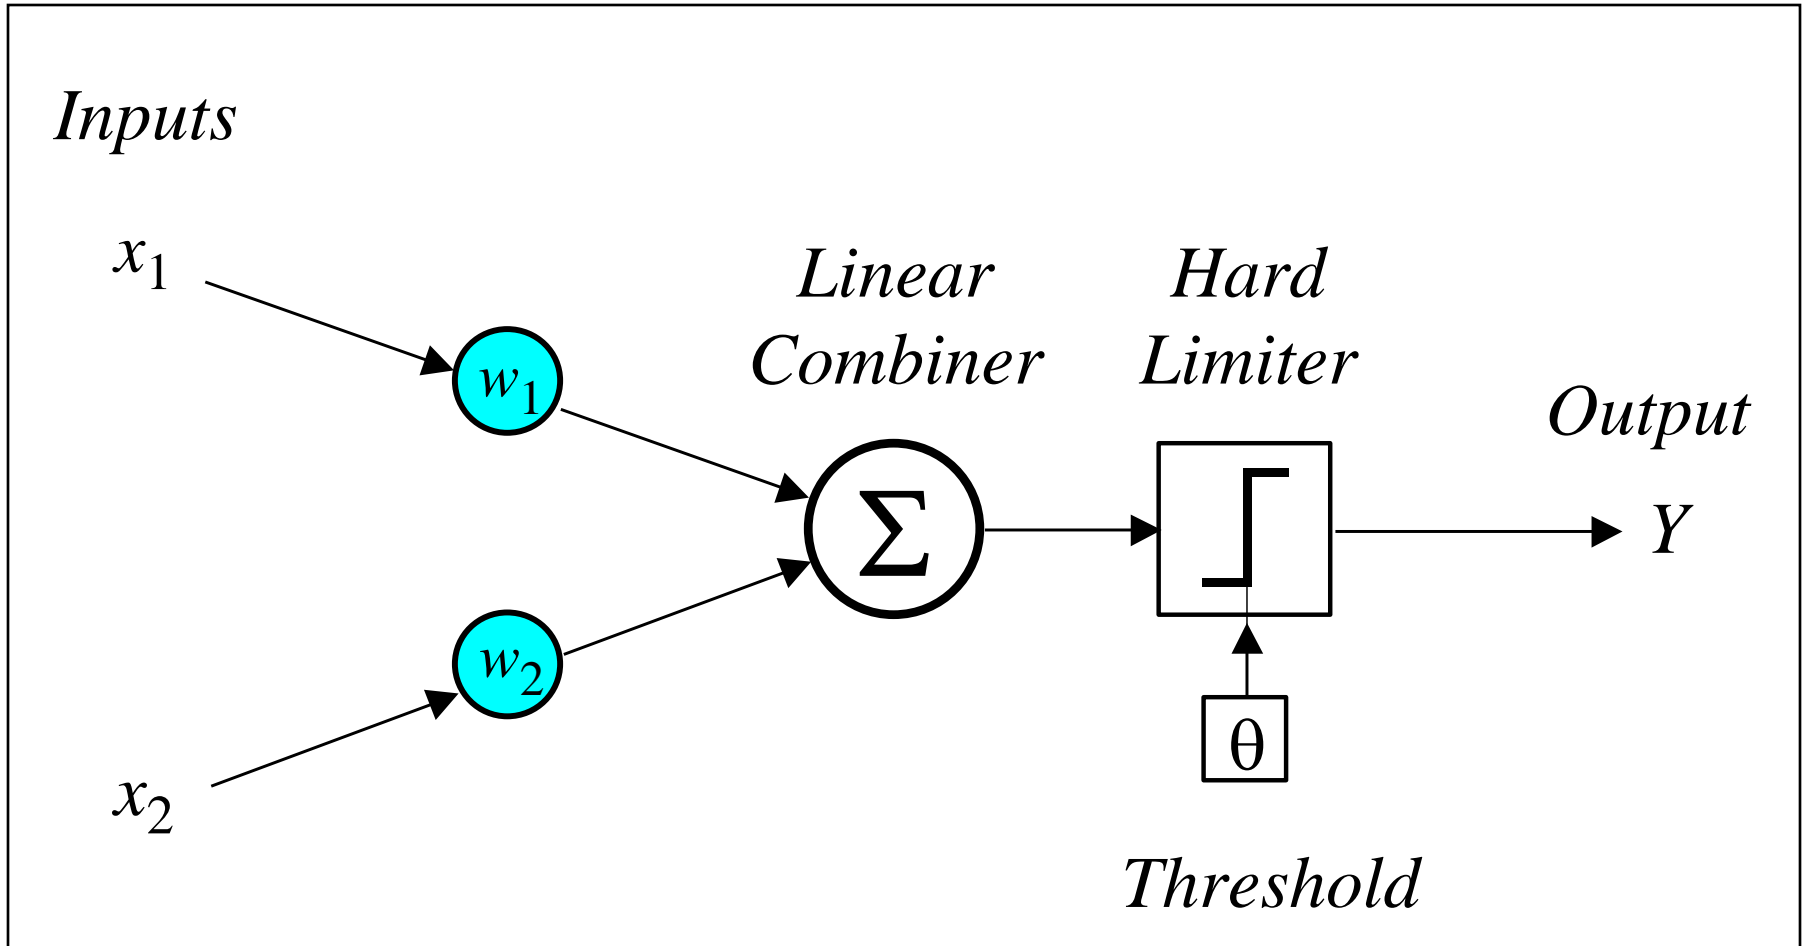 Inputs
x1
Linear
Combiner
Hard
Limiter
w1
Output
Σ
Y
w2
θ
x2
Threshold